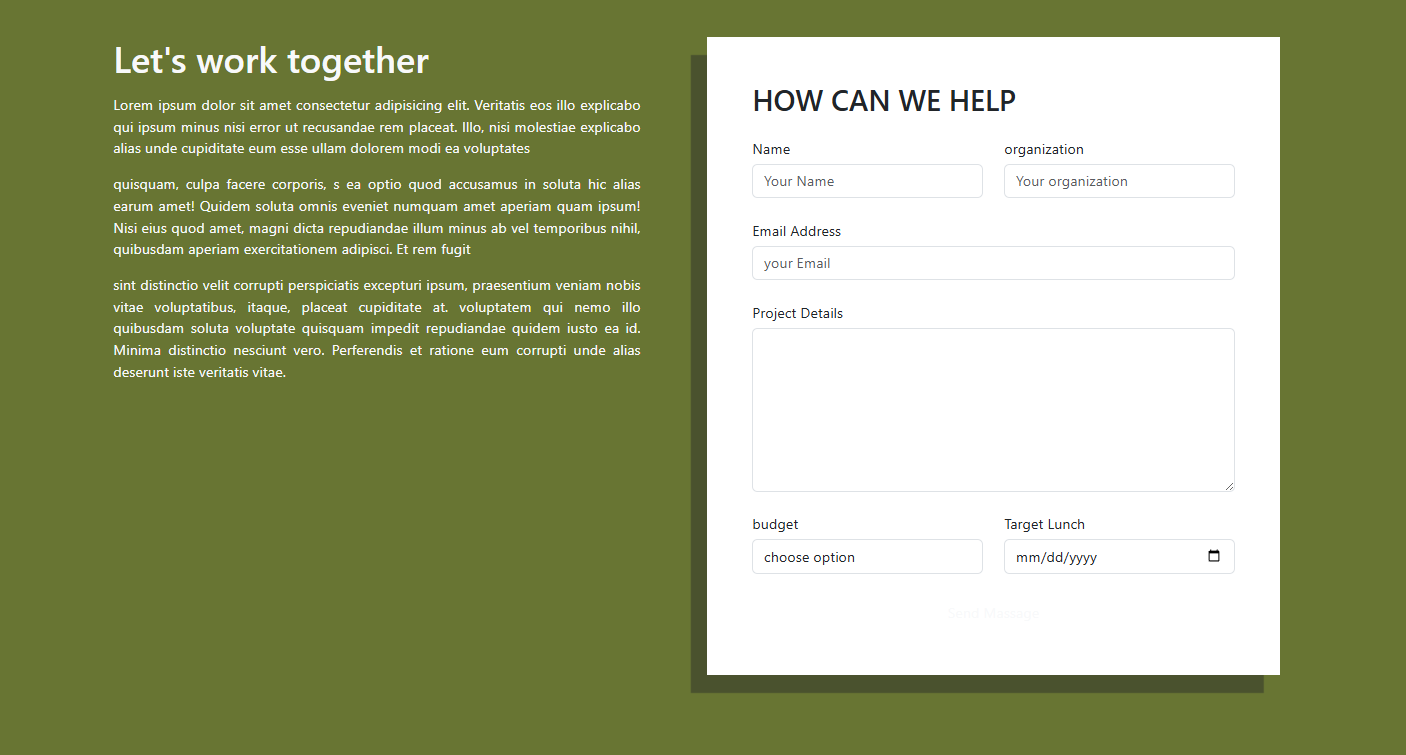 Let's work together
Lorem ipsum dolor sit amet consectetur adipisicing elit. Veritatis eos illo explicabo
qui ipsum minus nisi error ut recusandae rem placeat. Illo, nisi molestiae explicabo
alias unde cupiditate eum esse ullam dolorem modi ea voluptates
quisquam, culpa facere corporis, s ea optio quod accusamus in soluta hic alias
earum amet! Quidem soluta omnis eveniet numquam amet aperiam quam ipsum!
Nisi eius quod amet, magni dicta repudiandae illum minus ab vel temporibus nihil,
quibusdam aperiam exercitationem adipisci. Et rem fugit
sint distinctio velit corrupti perspiciatis excepturi ipsum, praesentium veniam nobis
vitae voluptatibus, itaque, placeat cupiditate at. voluptatem qui nemo illo
quibusdam soluta voluptate quisquam impedit repudiandae quidem iusto ea id.
Minima distinctio nesciunt vero. Perferendis et ratione eum corrupti unde alias
deserunt iste veritatis vitae.
HOW CAN WE HELP
Name
organization
Your Name
Your organization
Email Address
your Email
Project Details
budget
Target Lunch
choose option
mm/dd/yyyy
Send